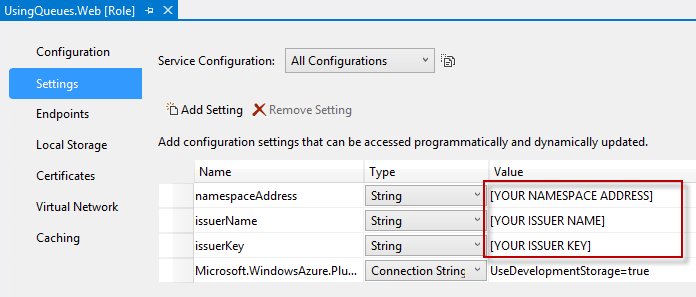 UsingQueues.Web [Role]
Configuration
Settings
Endpoints
Local Storage
Certificates
Virtual Network
Caching
Service Configuration: All Configurations
Add Setting Remove Setting
Add configuration settings that can be accessed programmatically and dynamically updated.
Name Type Value
namespaceAddress String [YOUR NAMESPACE ADDRESS]
issuerName String [YOUR ISSUER NAME]
issuerKey String [YOUR ISSUER KEY]
Microsoft.WindowsAzure.Plu... Connection String UseDevelopmentStorage=true